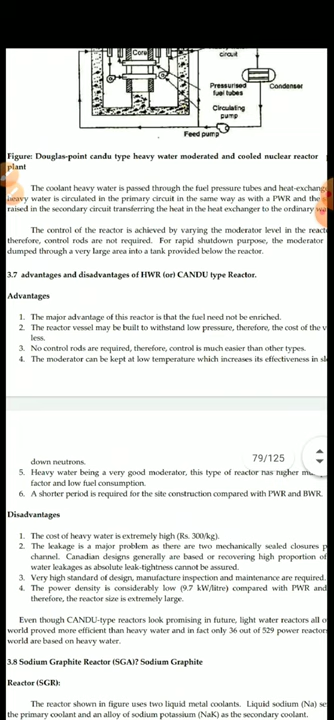 Core
circuit
Pressurised
fuel tubes
Condenser
Circulating
pump
Feed pump
Figure: Douglas-point candu type heavy water moderated and cooled nuclear reactor
plant
The coolant heavy water is passed through the fuel pressure tubes and heat-exchang
heavy water is circulated in the primary circuit in the same way as with a PWR and the
raised in the secondary circuit transferring the heat in the heat exchanger to the ordinary
The control of the reactor is achieved by varying the moderator level in the reac
therefore, control rods are not required. For rapid shutdown purpose, the moderator
dumped through a very large area into a tank provided below the reactor.
3.7 advantages and disadvantages of HWR (or) CANDU type Reactor.
Advantages
1. The major advantage of this reactor is that the fuel need not be enriched.
2. The reactor vessel may be built to withstand low pressure, therefore, the cost of the v
less.
3. No control rods are required, therefore, control is much easier than other types.
4. The moderator can be kept at low temperature which increases its effectiveness in sl
down neutrons.
79/125
5. Heavy water being a very good moderator, this type of reactor has higher
factor and low fuel consumption.
6. A shorter period is required for the site construction compared with PWR and BWR.
Disadvantages
1. The cost of heavy water is extremely high (Rs. 300/kg).
2. The leakage is a major problem as there are two mechanically sealed closures p
channel. Canadian designs generally are based or recovering high proportion of
water leakages as absolute leak-tightness cannot be assured.
3. Very high standard of design, manufacture inspection and maintenance are required.
4. The power density is considerably low (9.7 kW/litre) compared with PWR and
therefore, the reactor size is extremely large.
Even though CANDU-type reactors look promising in future, light water reactors all o
world proved more efficient than heavy water and in fact only 36 out of 529 power reactor
world are based on heavy water.
3.8 Sodium Graphite Reactor (SGA)? Sodium Graphite
Reactor (SGR):
The reactor shown in figure uses two liquid metal coolants. Liquid sodium (Na) se
the primary coolant and an alloy of sodium potassium (NaK) as the secondary coolant.